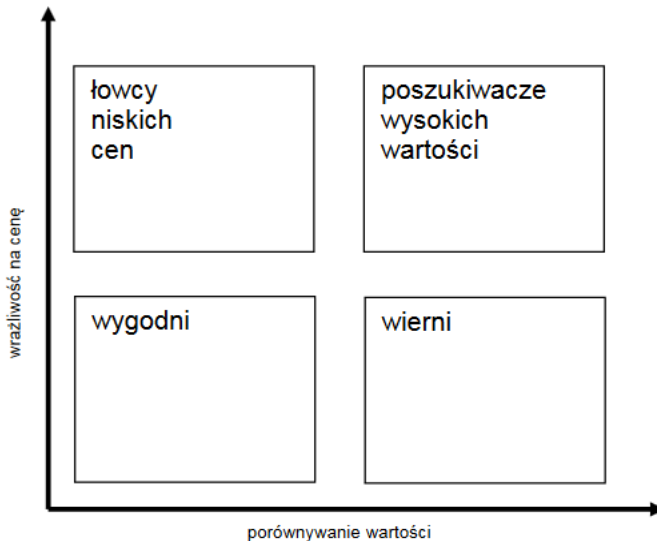 łowcy
niskich
cen
poszukiwacze
wysokich
wartości
wrażliwość na cenę
wygodni
wierni
porównywanie wartości